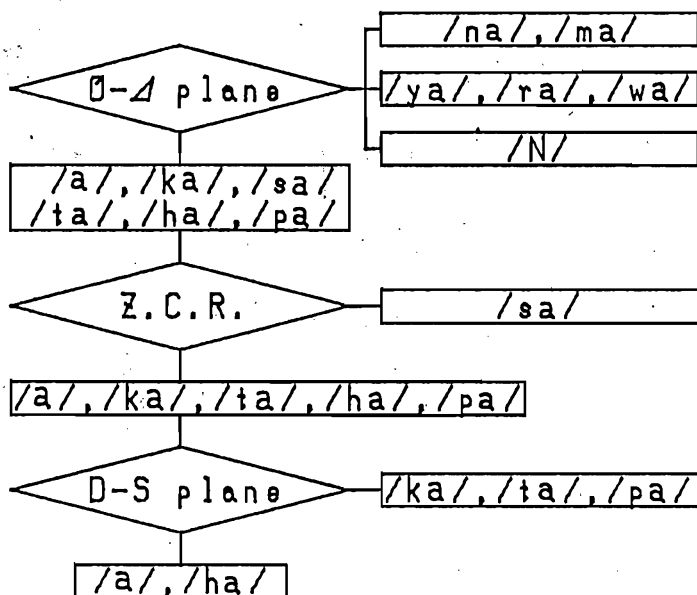 /na/,/ma/
0-Δ plane
/ya/,/ra/,/wa/
/N/
/a/,/ka/,/sa/
/ta/,/ha/,/pa/
Z.C.R.
/sa/
/a/,/ka/,/ta/,/ha/,/pa/
D-S plane
/ka/,/ta/,/pa/
/a/,/ha/